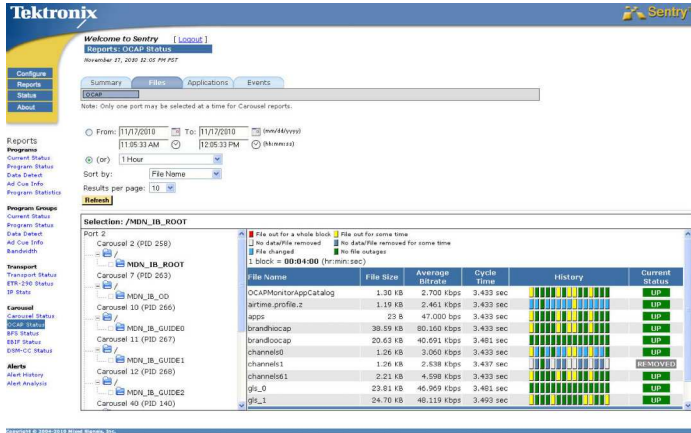 Tektronix
Sentry
Welcome to Sentry [ Logout ]
Reports: OCAP Status
November 17, 2010 12:05 PM PST
Configure
Reports
Status
About
Summary Files Applications Events
OCAP
Note: Only one port may be selected at a time for Carousel reports.
From: 11/17/2010 To: 11/17/2010 (mm/dd/yyyy)
11:05:33 AM 12:05:33 PM (hh:mm:ss)
(or) 1 Hour
Sort by: File Name
Results per page: 10
Refresh
Reports
Programs
Current Status
Program Status
Data Detect
Ad Cue Info
Program Statistics
Program Groups
Current Status
Program Status
Data Detect
Ad Cue Info
Bandwidth
Transport
Transport Status
ETR-290 Status
IP Stats
Carousel
Carousel Status
OCAP Status
BFS Status
EBIF Status
DSM-CC Status
Alerts
Alert History
Alert Analysis
Selection: /MDN_IB_ROOT
Port 2
Carousel 2 (PID 258)
/
MDN_IB_ROOT
Carousel 7 (PID 263)
/
MDN_IB_OD
Carousel 10 (PID 266)
/
MDN_IB_GUIDE0
Carousel 11 (PID 267)
/
MDN_IB_GUIDE1
Carousel 12 (PID 268)
/
MDN_IB_GUIDE2
Carousel 40 (PID 140)
File out for a whole block File out for some time
No data/File removed No data/File removed for some time
File changed No file outages
1 block = 00:04:00 (hr:min:sec)
File Name File Size Average Bitrate Cycle Time History Current Status
OCAPMonitorAppCatalog 1.30 KB 2.700 Kbps 3.433 sec UP
airtime.profile.z 1.19 KB 2.461 Kbps 3.433 sec UP
apps 23 B 47.000 bps 3.433 sec UP
brandhiocap 38.59 KB 80.160 Kbps 3.433 sec UP
brandloocap 20.63 KB 40.691 Kbps 3.481 sec UP
channels0 1.26 KB 3.060 Kbps 3.433 sec UP
channels1 1.26 KB 2.538 Kbps 3.437 sec REMOVED
channels61 2.21 KB 4.598 Kbps 3.433 sec UP
gls_0 23.81 KB 46.969 Kbps 3.481 sec UP
gls_1 24.70 KB 48.119 Kbps 3.493 sec UP
Copyright © 2004-2010 Mixed Signals, Inc.